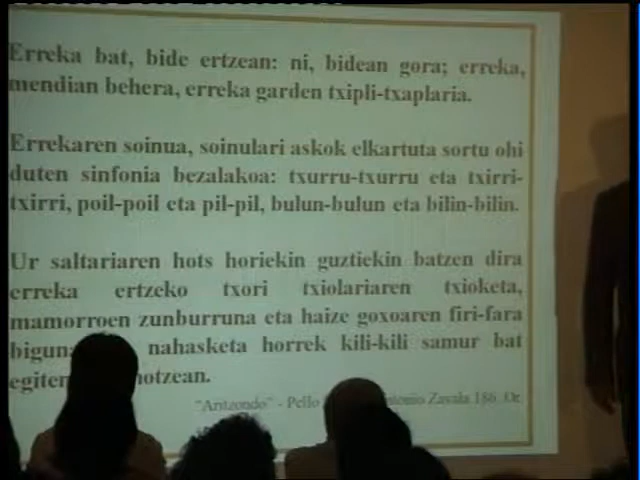 Erreka bat, bide ertzean: ni, bidean gora; erreka,
mendian behera, erreka garden txipli-txaplaria.
Errekaren soinua, soinulari askok elkartuta sortu ohi
duten sinfonia bezalakoa: txurru-txurru eta txirri-
txirri, poil-poil eta pil-pil, bulun-bulun eta bilin-bilin.
Ur saltariaren hots horiekin guztiekin batzen dira
erreka ertzeko txori txiolariaren txioketa,
mamorroen zunburruna eta haize goxoaren firi-fara
nahasketa horrek kili-kili samur bat
"Aritzondo" - Pello Zavala 186. Or.